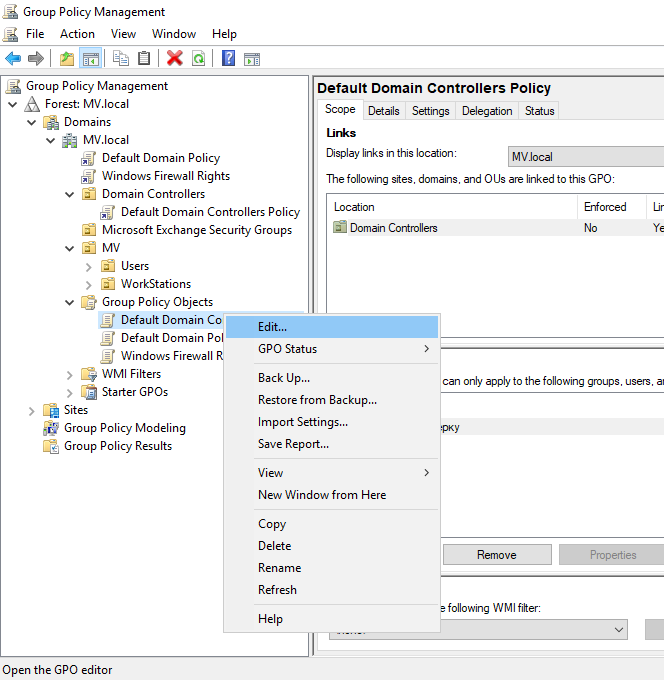 Group Policy Management
File Action View Window Help
Group Policy Management
Forest: MV.local
Domains
MV.local
Default Domain Policy
Windows Firewall Rights
Domain Controllers
Default Domain Controllers Policy
Microsoft Exchange Security Groups
MV
Users
WorkStations
Group Policy Objects
Default Domain Co
Default Domain Pol
Windows Firewall R
WMI Filters
Starter GPOs
Sites
Group Policy Modeling
Group Policy Results
Default Domain Controllers Policy
Scope Details Settings Delegation Status
Links
Display links in this location: MV.local
The following sites, domains, and OUs are linked to this GPO:
Location Enforced Li
Domain Controllers No Ye
can only apply to the following groups, users, a
ерку
Remove Properties
e following WMI filter:
Edit...
GPO Status
Back Up...
Restore from Backup...
Import Settings...
Save Report...
View
New Window from Here
Copy
Delete
Rename
Refresh
Help
Open the GPO editor